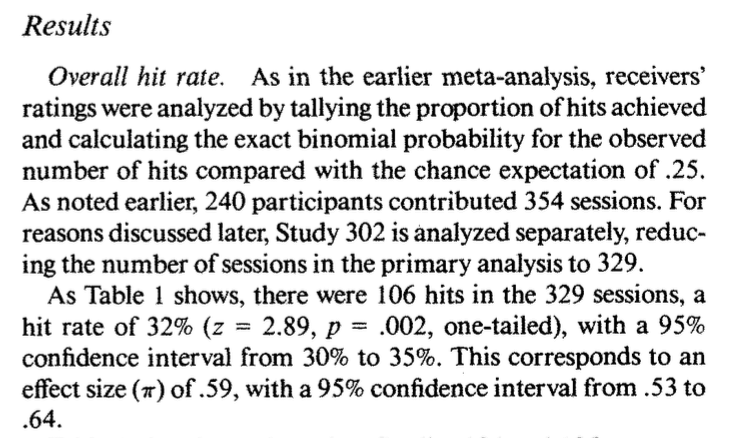 Results
Overall hit rate. As in the earlier meta-analysis, receivers'
ratings were analyzed by tallying the proportion of hits achieved
and calculating the exact binomial probability for the observed
number of hits compared with the chance expectation of .25.
As noted earlier, 240 participants contributed 354 sessions. For
reasons discussed later, Study 302 is analyzed separately, reduc-
ing the number of sessions in the primary analysis to 329.
As Table 1 shows, there were 106 hits in the 329 sessions, a
hit rate of 32% (z = 2.89, p = .002, one-tailed), with a 95%
confidence interval from 30% to 35%. This corresponds to an
effect size (π) of .59, with a 95% confidence interval from .53 to
.64.